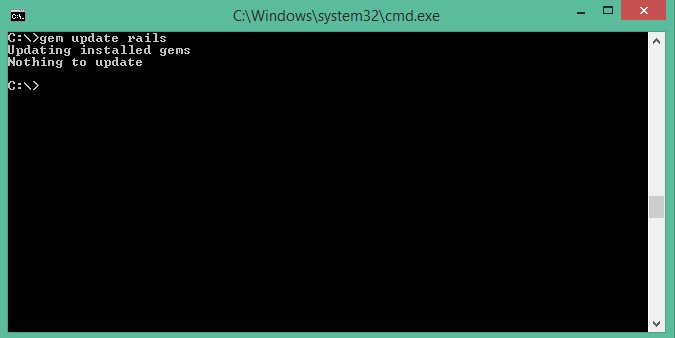 C:\Windows\system32\cmd.exe
C:\>gem update rails
Updating installed gems
Nothing to update
C:\>